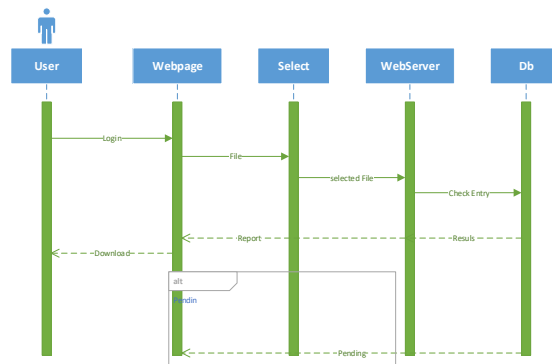 User
Webpage
Select
WebServer
Db
Login
File
selected File
Check Entry
Report
Resuls
Download
alt
Pendin
Pending